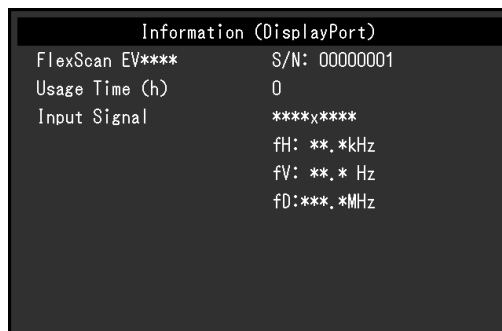 Information (DisplayPort)
FlexScan EV**** S/N: 00000001
Usage Time (h) 0
Input Signal ****x****
fH: **.*kHz
fV: **.* Hz
fD:***.*MHz